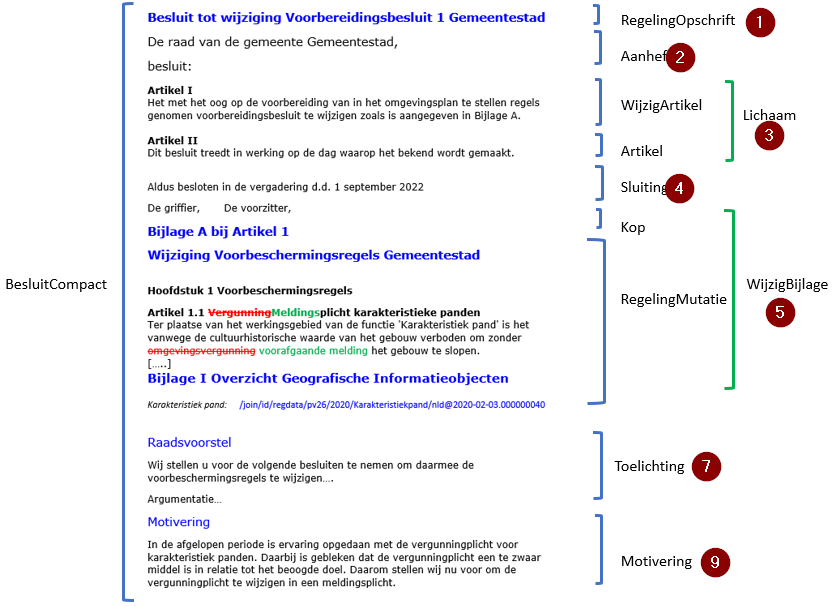 Besluit tot wijziging Voorbereidingsbesluit 1 Gemeentestad
RegelingOpschrift 1
De raad van de gemeente Gemeentestad,
Aanhef 2
besluit:
Artikel I
Het met het oog op de voorbereiding van in het omgevingsplan te stellen regels
genomen voorbereidingsbesluit te wijzigen zoals is aangegeven in Bijlage A.
WijzigArtikel
Lichaam
3
Artikel II
Dit besluit treedt in werking op de dag waarop het bekend wordt gemaakt.
Artikel
Aldus besloten in de vergadering d.d. 1 september 2022
Sluiting 4
De griffier, De voorzitter,
Bijlage A bij Artikel 1
Kop
Wijziging Voorbeschermingsregels Gemeentestad
BesluitCompact
WijzigBijlage
5
Hoofdstuk 1 Voorbeschermingsregels
RegelingMutatie
Artikel 1.1 VergunningMeldingsplicht karakteristieke panden
Ter plaatse van het werkingsgebied van de functie 'Karakteristiek pand' is het
vanwege de cultuurhistorische waarde van het gebouw verboden om zonder
omgevingsvergunning voorafgaande melding het gebouw te slopen.
[…..]
Bijlage I Overzicht Geografische Informatieobjecten
Karakteristiek pand: /join/id/regdata/pv26/2020/Karakteristiekpand/nld@2020-02-03.000000040
Raadsvoorstel
Wij stellen u voor de volgende besluiten te nemen om daarmee de
voorbeschermingsregels te wijzigen….
Toelichting 7
Argumentatie…
Motivering
In de afgelopen periode is ervaring opgedaan met de vergunningplicht voor
karakteristiek panden. Daarbij is gebleken dat de vergunningplicht een te zwaar
middel is in relatie tot het beoogde doel. Daarom stellen wij nu voor om de
vergunningplicht te wijzigen in een meldingsplicht.
Motivering 9